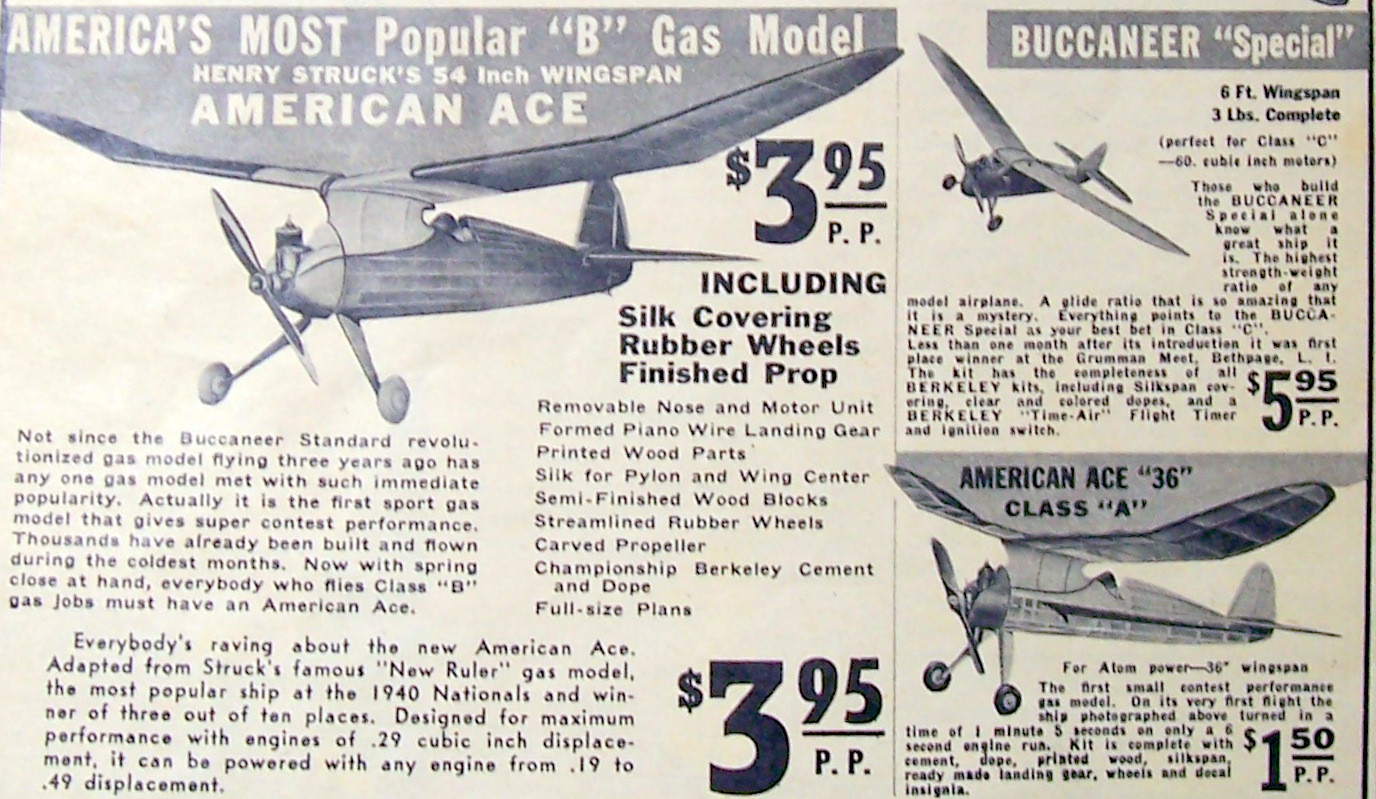 AMERICA'S MOST Popular "B" Gas Model
HENRY STRUCK'S 54 Inch WINGSPAN
AMERICAN ACE
$3 95
P. P.
INCLUDING
Silk Covering
Rubber Wheels
Finished Prop
Removable Nose and Motor Unit
Formed Piano Wire Landing Gear
Printed Wood Parts
Silk for Pylon and Wing Center
Semi-Finished Wood Blocks
Streamlined Rubber Wheels
Carved Propeller
Championship Berkeley Cement
and Dope
Full-size Plans
Not since the Buccaneer Standard revolu-
tionized gas model flying three years ago has
any one gas model met with such immediate
popularity. Actually it is the first sport gas
model that gives super contest performance.
Thousands have already been built and flown
during the coldest months. Now with spring
close at hand, everybody who flies Class "B"
gas Jobs must have an American Ace.
Everybody's raving about the new American Ace.
Adapted from Struck's famous "New Ruler" gas model,
the most popular ship at the 1940 Nationals and win-
ner of three out of ten places. Designed for maximum
performance with engines of .29 cubic inch displace-
ment, it can be powered with any engine from .19 to
.49 displacement.
$3 95
P. P.
BUCCANEER "Special"
6 Ft. Wingspan
3 Lbs. Complete
(perfect for Class "C"
—60. cubic inch motors)
Those who build
the BUCCANEER
Special alone
know what a
great ship it
is. The highest
strength-weight
ratio of any
model airplane. A glide ratio that is so amazing that
it is a mystery. Everything points to the BUCCA-
NEER Special as your best bet in Class "C".
Less than one month after its introduction it was first
place winner at the Grumman Meet, Bethpage, L. I.
The kit has the completeness of all
BERKELEY kits, including Silkspan cov-
ering, clear and colored dopes, and a
BERKELEY "Time-Air" Flight Timer
and ignition switch.
$5 95
P. P.
AMERICAN ACE "36"
CLASS "A"
For Atom power—36" wingspan
The first small contest performance
gas model. On its very first flight the
ship photographed above turned in a
time of 1 minute 5 seconds on only a 6
second engine run. Kit is complete with
cement, dope, printed wood, silkspan,
ready made landing gear, wheels and decal
insignia.
$1 50
P. P.